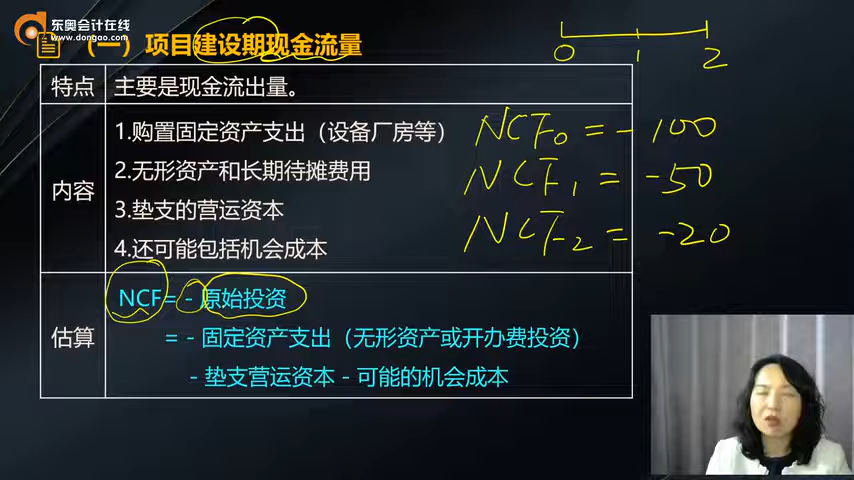 东奥会计在线
www.dongao.com
（一）项目建设期现金流量
0 1 2
特点 主要是现金流出量。
内容
1.购置固定资产支出（设备厂房等）
2.无形资产和长期待摊费用
3.垫支的营运资本
4.还可能包括机会成本
NCF₀ = -100
NCF₁ = -50
NCF₂ = -20
估算
NCF= - 原始投资
= - 固定资产支出（无形资产或开办费投资）
- 垫支营运资本 - 可能的机会成本